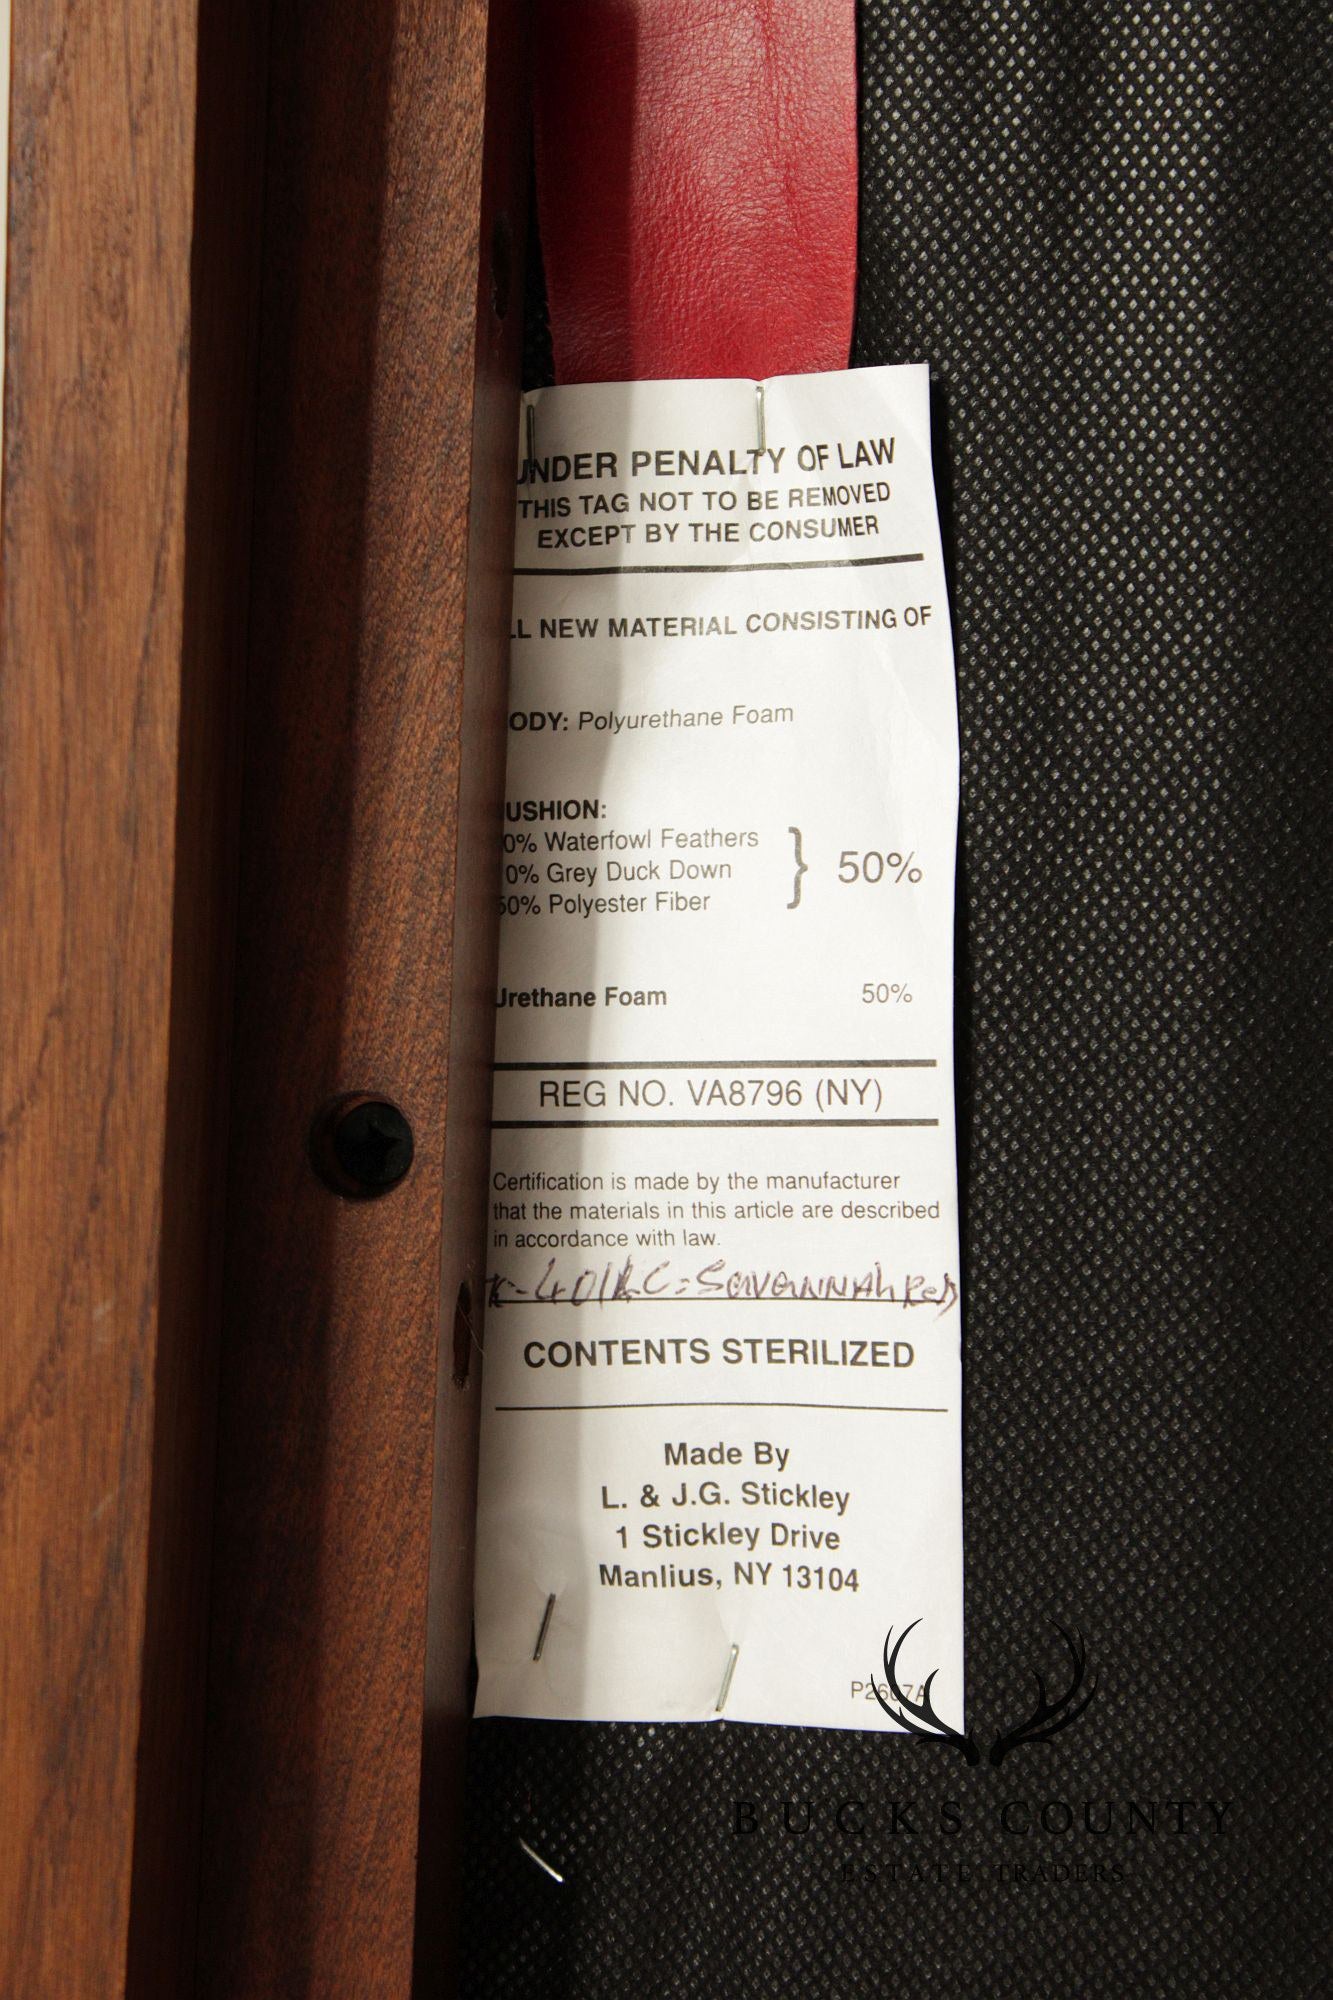 UNDER PENALTY OF LAW
THIS TAG NOT TO BE REMOVED
EXCEPT BY THE CONSUMER
LL NEW MATERIAL CONSISTING OF
ODY: Polyurethane Foam
USHION:
0% Waterfowl Feathers
0% Grey Duck Down } 50%
50% Polyester Fiber
Urethane Foam 50%
REG NO. VA8796 (NY)
Certification is made by the manufacturer
that the materials in this article are described
in accordance with law.
Savannah Red
CONTENTS STERILIZED
Made By
L. & J.G. Stickley
1 Stickley Drive
Manlius, NY 13104
P2607A
BUCKS COUNTY
ESTATE TRADERS